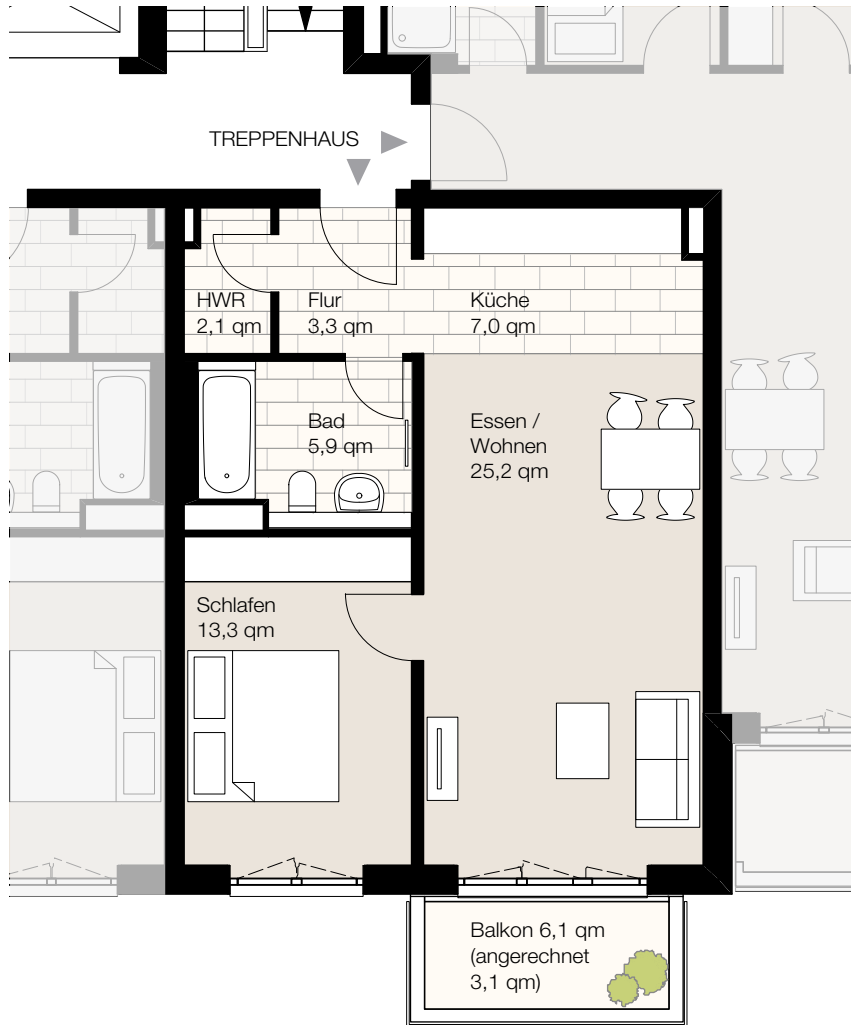 TREPPENHAUS
HWR
2,1 qm
Flur
3,3 qm
Küche
7,0 qm
Bad
5,9 qm
Essen /
Wohnen
25,2 qm
Schlafen
13,3 qm
Balkon 6,1 qm
(angerechnet
3,1 qm)